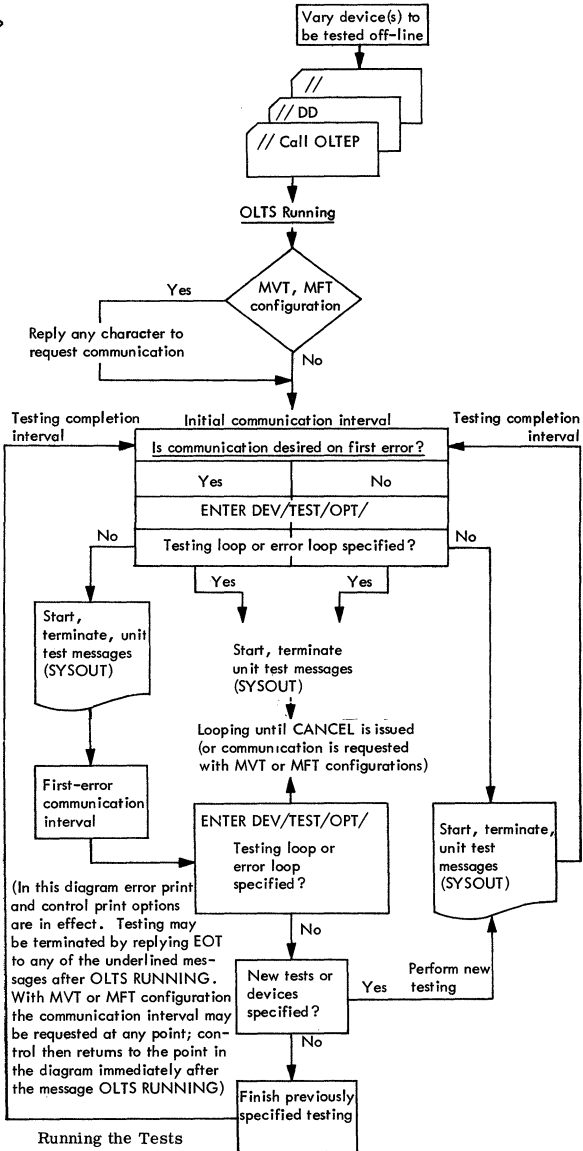 Vary device(s) to
be tested off-line
//
// DD
// Call OLTEP
OLTS Running
MVT, MFT
configuration
Yes
Reply any character to
request communication
No
Testing completion
interval
Initial communication interval
Testing completion
interval
Is communication desired on first error?
Yes
No
ENTER DEV/TEST/OPT/
No
Testing loop or error loop specified?
No
Yes
Yes
Start,
terminate, unit
test messages
(SYSOUT)
Start, terminate
unit test messages
(SYSOUT)
Looping until CANCEL is issued
(or communication is requested
with MVT or MFT configurations)
First-error
communication
interval
ENTER DEV/TEST/OPT/
Testing loop or
error loop
specified?
Start, terminate,
unit test
messages
(SYSOUT)
(In this diagram error print
and control print options
are in effect. Testing may
be terminated by replying EOT
to any of the underlined mes-
sages after OLTS RUNNING.
With MVT or MFT configuration
the communication interval may
be requested at any point; con-
trol then returns to the point in
the diagram immediately after
the message OLTS RUNNING)
No
New tests or
devices
specified?
Yes
Perform new
testing
No
Finish previously
specified testing
Running the Tests